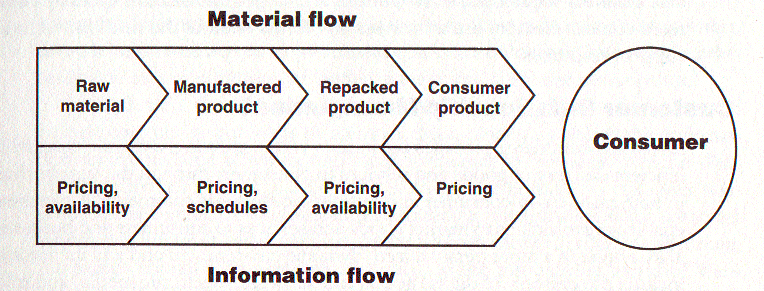 Material flow
Raw
material
Manufactered
product
Repacked
product
Consumer
product
Consumer
Pricing,
availability
Pricing,
schedules
Pricing,
availability
Pricing
Information flow